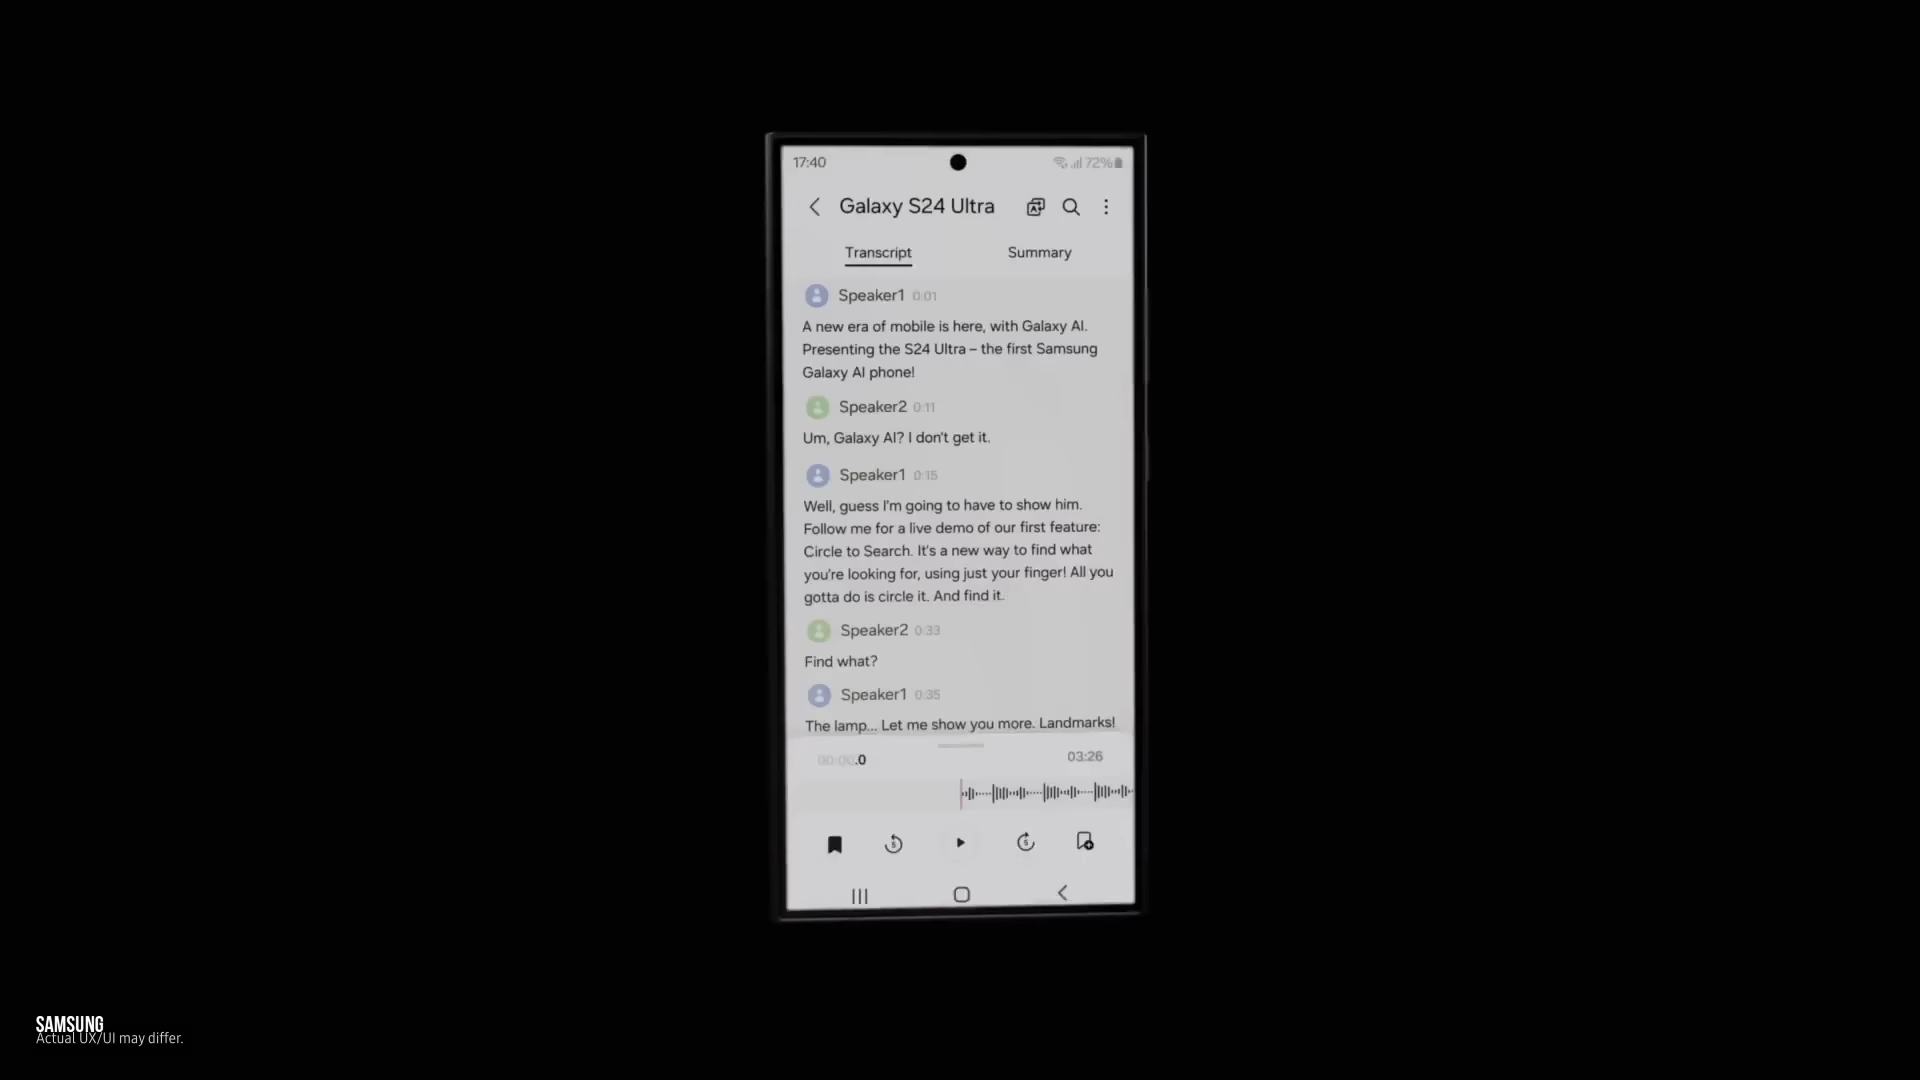 17:40
72%
Galaxy S24 Ultra
Transcript
Summary
Speaker1 0:01
A new era of mobile is here, with Galaxy AI.
Presenting the S24 Ultra – the first Samsung
Galaxy AI phone!
Speaker2 0:11
Um, Galaxy AI? I don't get it.
Speaker1 0:15
Well, guess I'm going to have to show him.
Follow me for a live demo of our first feature:
Circle to Search. It's a new way to find what
you're looking for, using just your finger! All you
gotta do is circle it. And find it.
Speaker2 0:33
Find what?
Speaker1 0:35
The lamp... Let me show you more. Landmarks!
00:00.0
03:26
5
5
SAMSUNG
Actual UX/UI may differ.